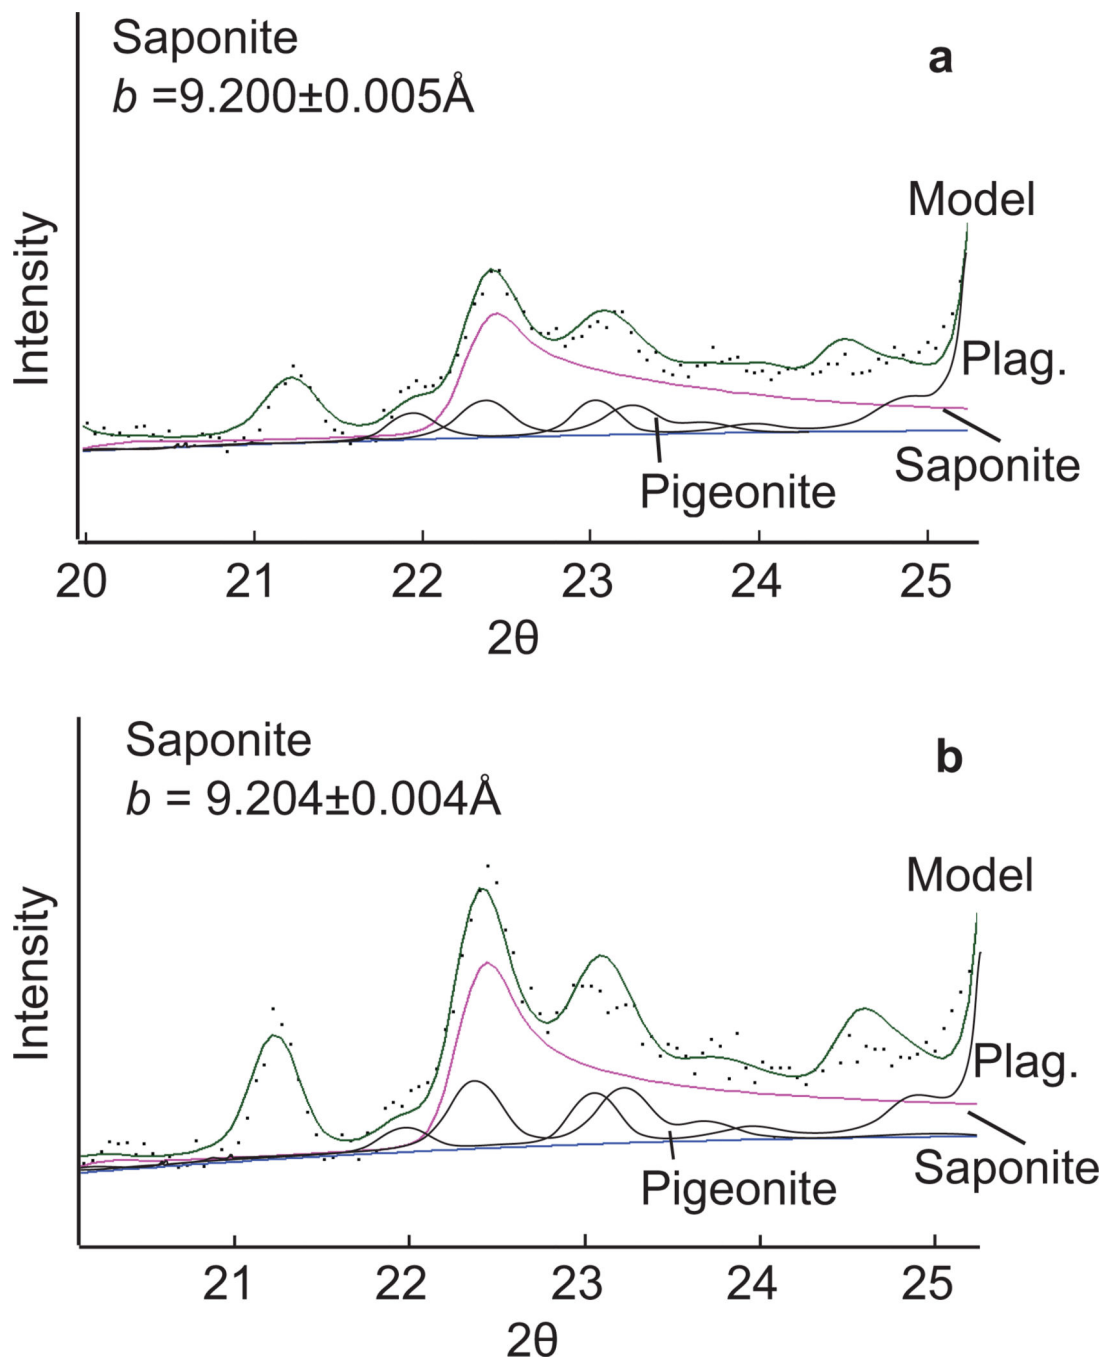 Saponite
b =9.200±0.005Å
a
Model
Intensity
Plag.
Saponite
Pigeonite
20 21 22 23 24 25
2θ
Saponite
b = 9.204±0.004Å
b
Model
Intensity
Plag.
Saponite
Pigeonite
21 22 23 24 25
2θ